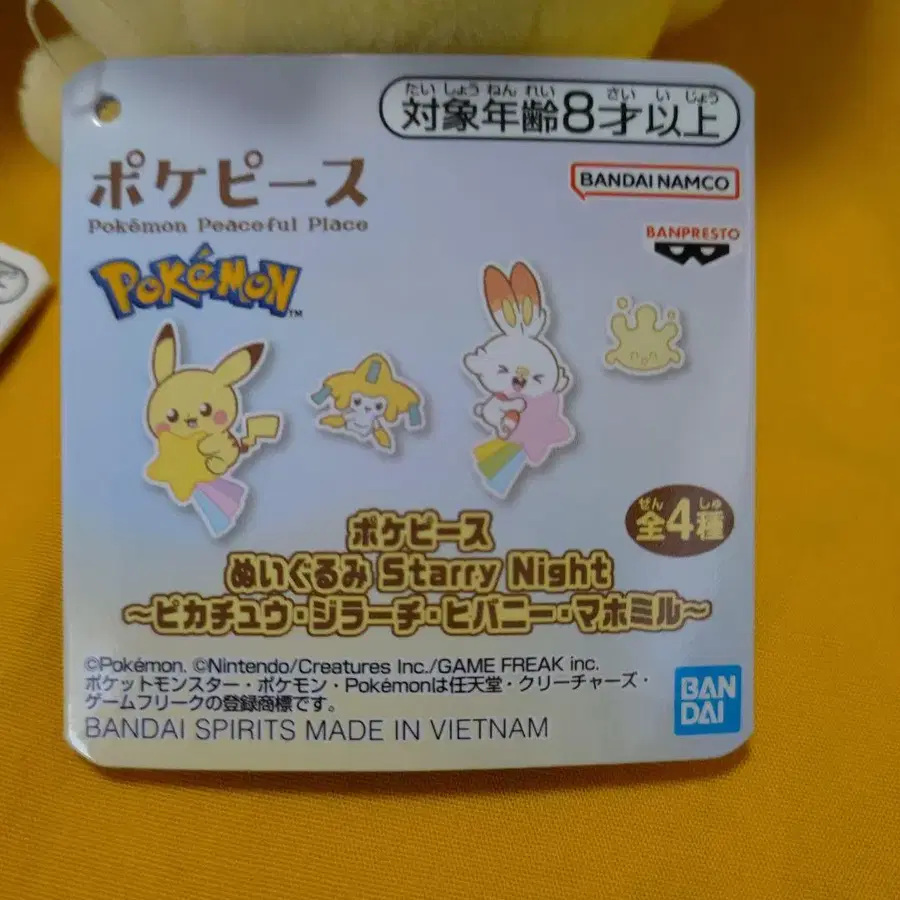 たいしょうねんれい さいいじょう
対象年齢8才以上
ポケピース
Pokémon Peaceful Place
BANDAI NAMCO
BANPRESTO
POKéMON™
ぜん しゅ
全4種
ポケピース
ぬいぐるみ Starry Night
～ピカチュウ・ジラーチ・ヒバニー・マホミル～
©Pokémon. ©Nintendo/Creatures Inc./GAME FREAK inc.
ポケットモンスター・ポケモン・Pokémonは任天堂・クリーチャーズ・
ゲームフリークの登録商標です。
BANDAI SPIRITS MADE IN VIETNAM
BAN
DAI